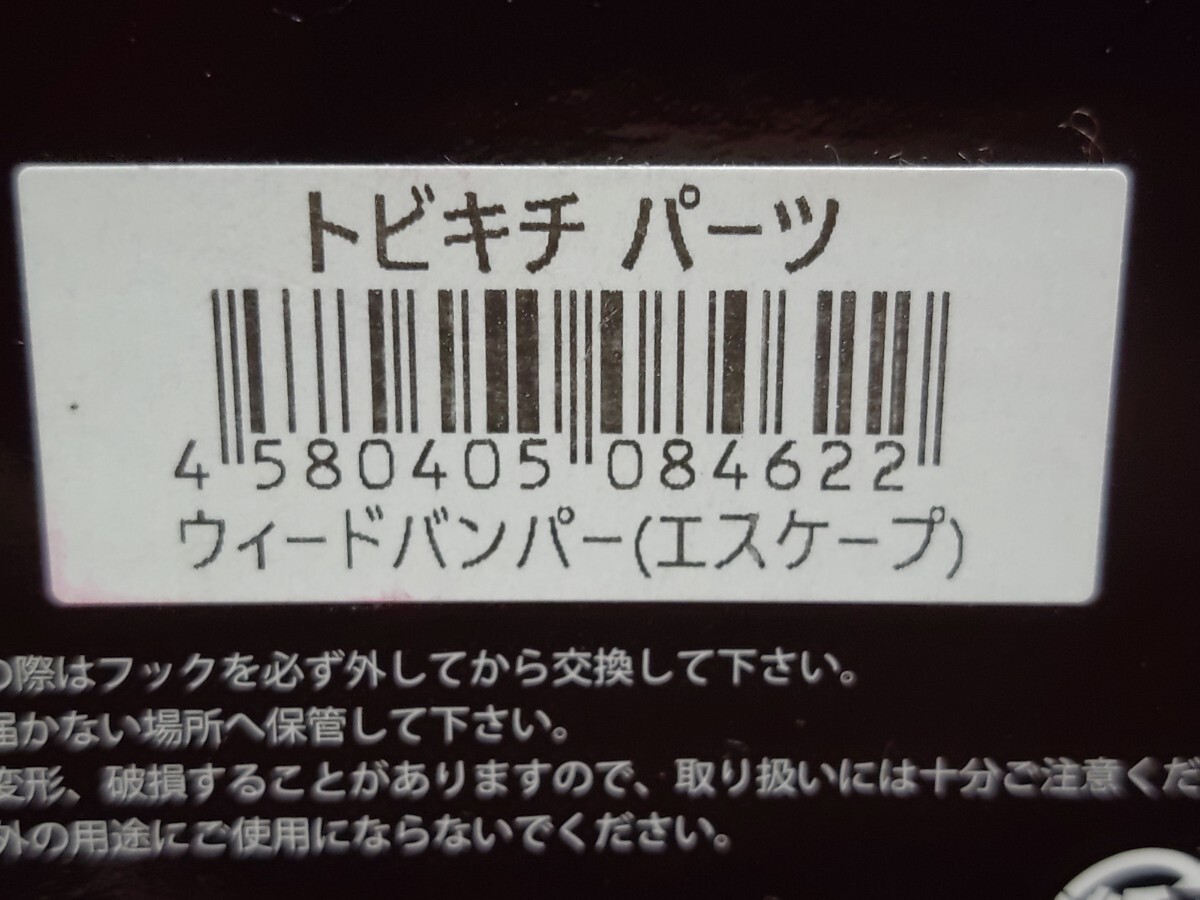 トビキチ パーツ
4 580405 084622
ウィードバンパー(エスケープ)
の際はフックを必ず外してから交換して下さい。
届かない場所へ保管して下さい。
変形、破損することがありますので、取り扱いには十分ご注意くだ
外の用途にご使用にならないでください。